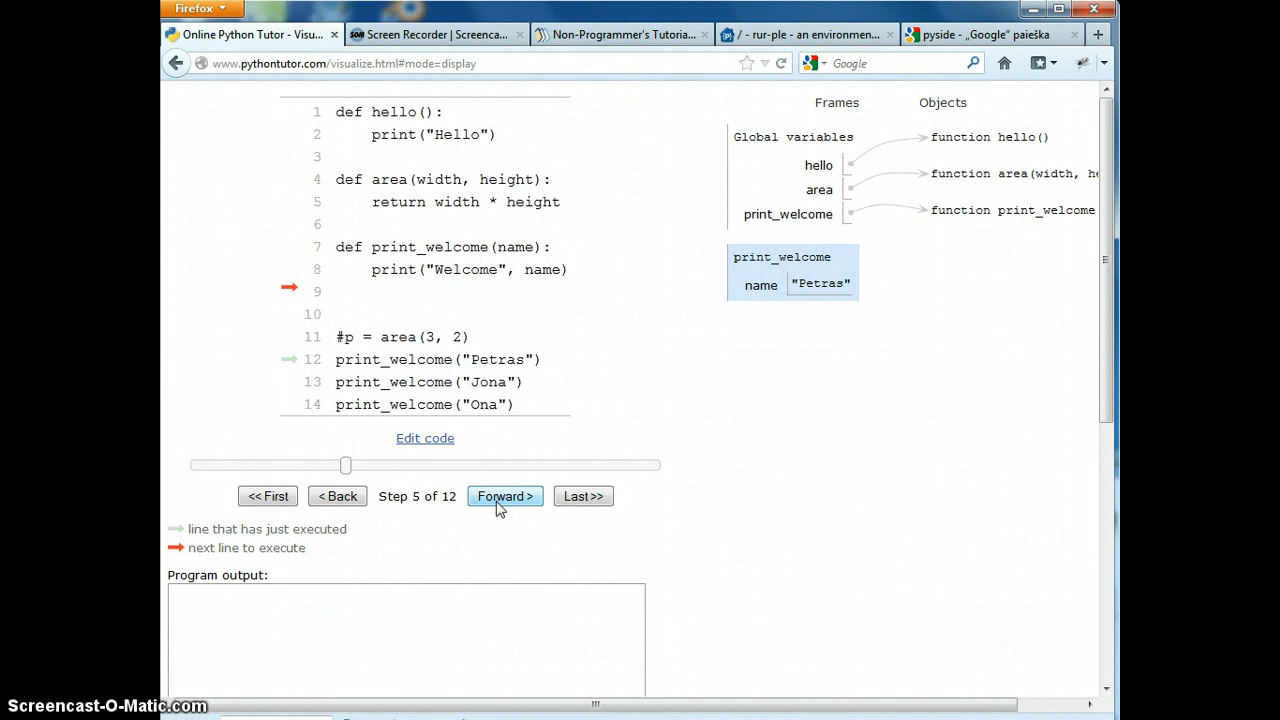 Firefox
Online Python Tutor - Visu...
Screen Recorder | Screenca...
Non-Programmer's Tutoria...
/ - rur-ple - an environmen...
pyside - „Google“ paieška
www.pythontutor.com/visualize.html#mode=display
Google
1 def hello():
2 print("Hello")
3
4 def area(width, height):
5 return width * height
6
7 def print_welcome(name):
8 print("Welcome", name)
9
10
11 #p = area(3, 2)
12 print_welcome("Petras")
13 print_welcome("Jona")
14 print_welcome("Ona")
Edit code
<< First
< Back
Step 5 of 12
Forward >
Last >>
line that has just executed
next line to execute
Program output:
Frames
Objects
Global variables
hello
function hello()
area
function area(width, he
print_welcome
function print_welcome
print_welcome
name "Petras"
Screencast-O-Matic.com